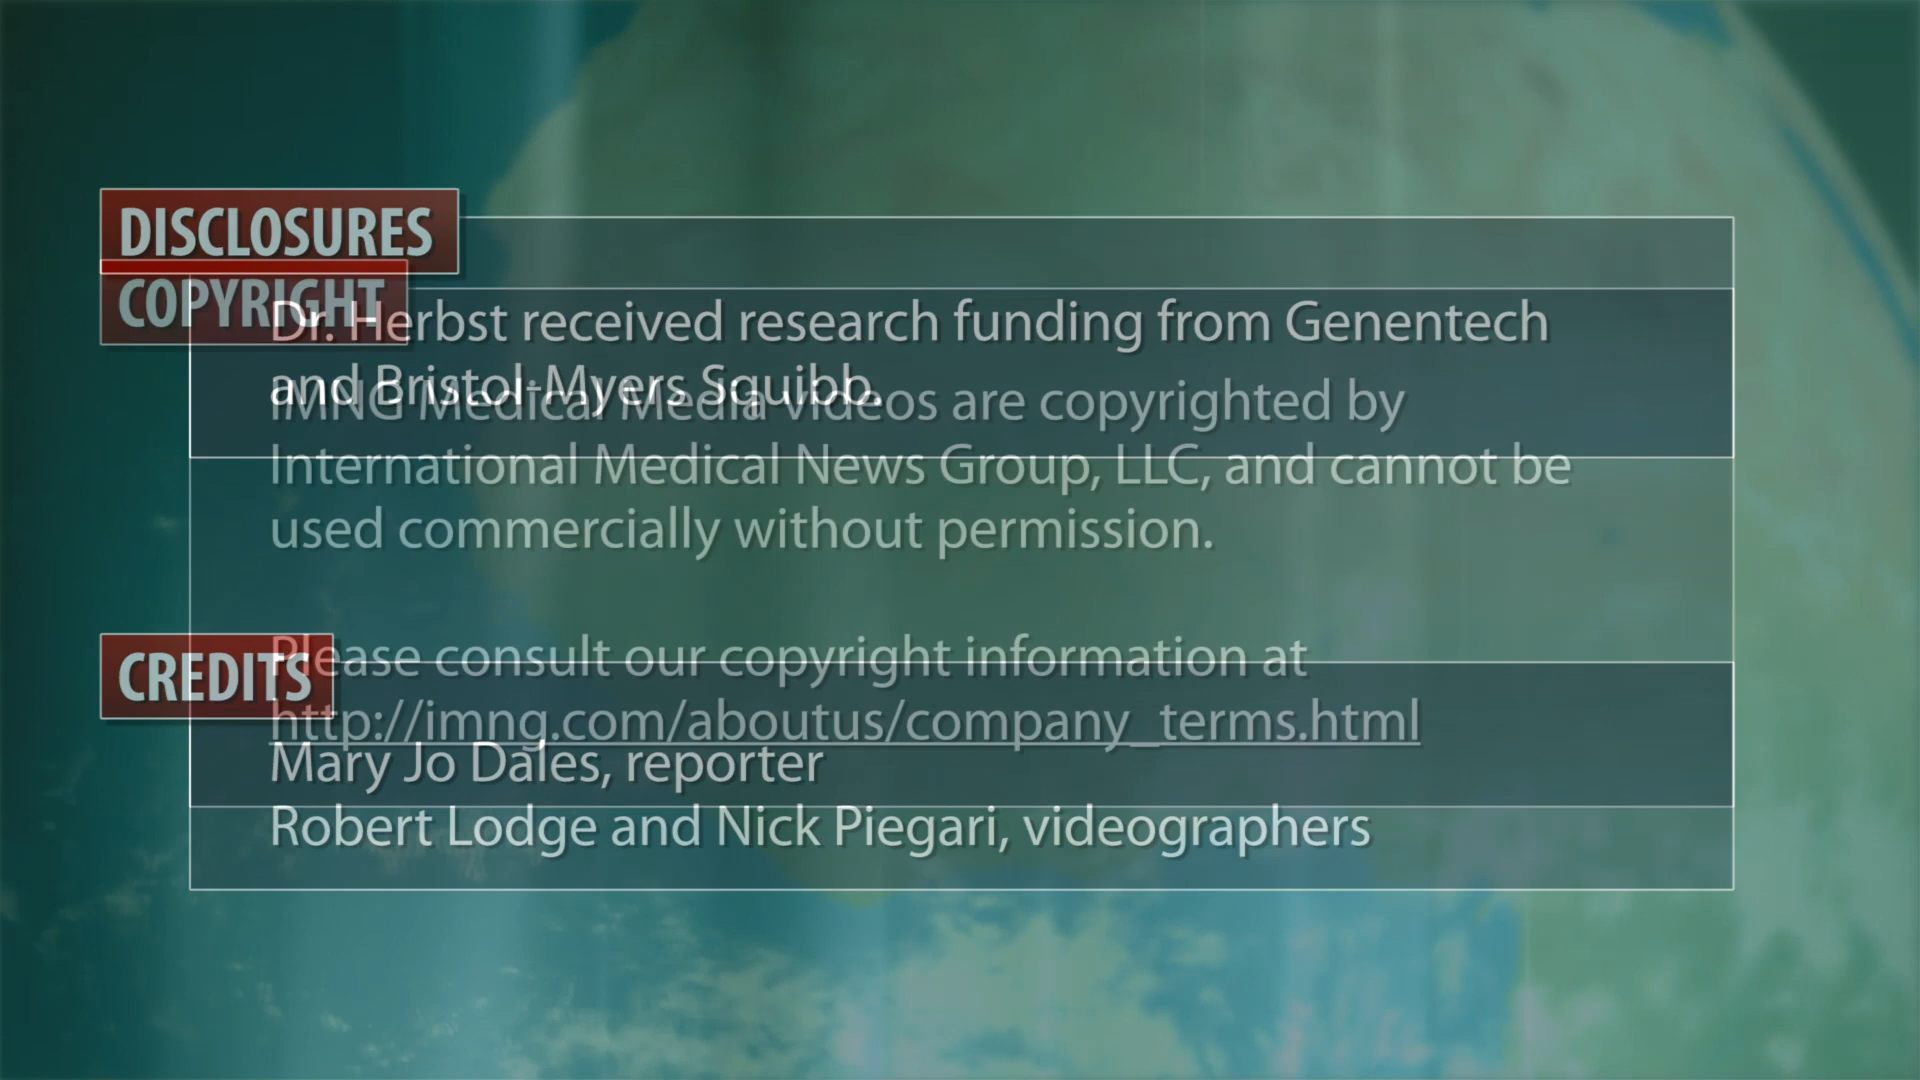 DISCLOSURES
Dr. Herbst received research funding from Genentech
and Bristol-Myers Squibb.
CREDITS
Mary Jo Dales, reporter
Robert Lodge and Nick Piegari, videographers
COPYRIGHT
IMNG Medical Media videos are copyrighted by
International Medical News Group, LLC, and cannot be
used commercially without permission.
Please consult our copyright information at
http://imng.com/aboutus/company_terms.html